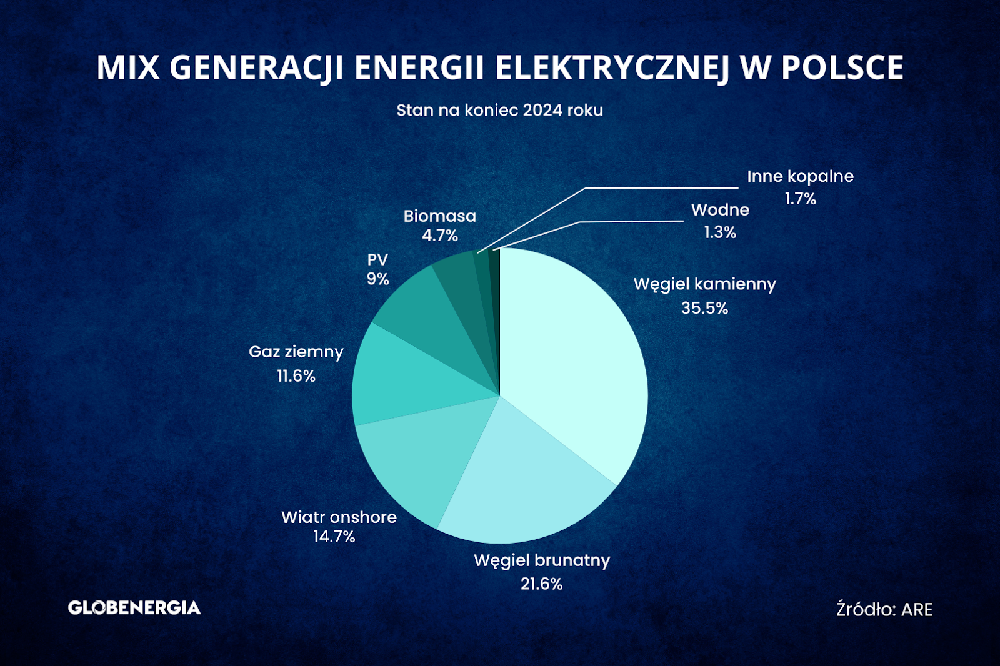 MIX GENERACJI ENERGII ELEKTRYCZNEJ W POLSCE
Stan na koniec 2024 roku
Inne kopalne
1.7%
Wodne
1.3%
Biomasa
4.7%
PV
9%
Węgiel kamienny
35.5%
Gaz ziemny
11.6%
Wiatr onshore
14.7%
Węgiel brunatny
21.6%
GLOBENERGIA
Źródło: ARE